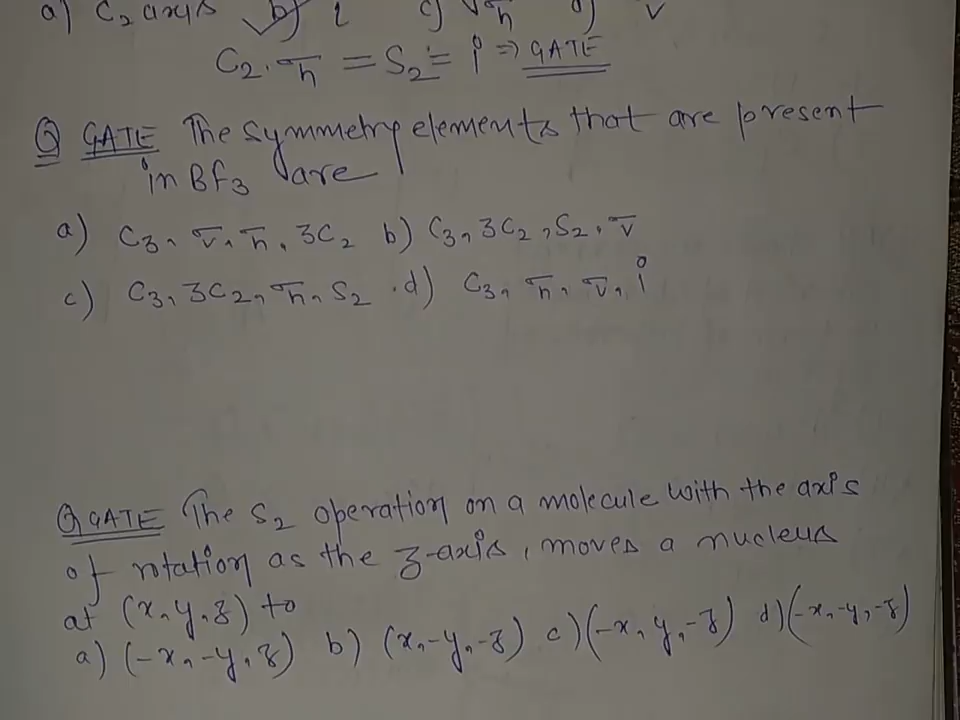 a) C₂ axis b) i c) σh d) σv
C₂.σh = S₂ = i ⇒ GATE
Q GATE The symmetry elements that are present
in Bf₃ are
a) C₃, σv, σh, 3C₂ b) C₃, 3C₂, S₂, σv
c) C₃, 3C₂, σh, S₂ .d) C₃, σh, σv, i
Q GATE The S₂ operation on a molecule with the axis
of rotation as the z-axis, moves a nucleus
at (x, y, z) to
a) (-x, -y, z) b) (x, -y, -z) c) (-x, y, -z) d) (-x, -y, -z)